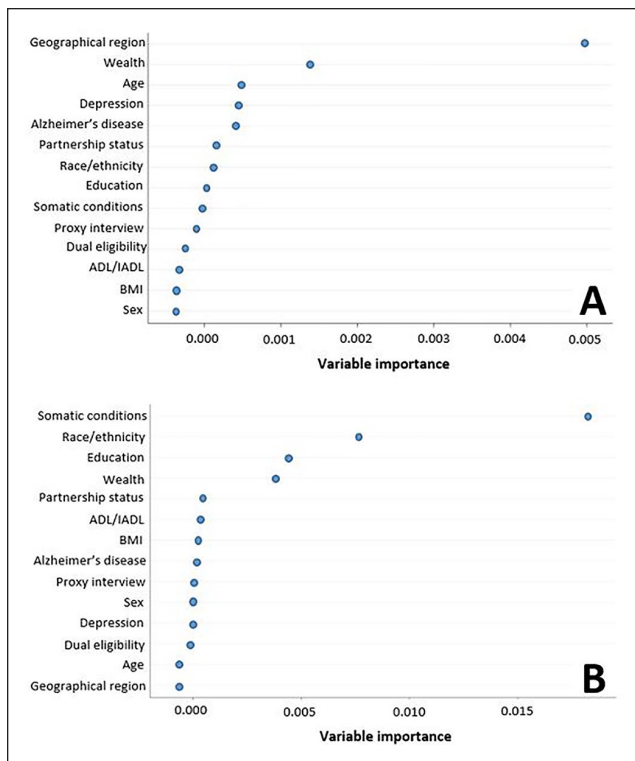 Geographical region
Wealth
Age
Depression
Alzheimer's disease
Partnership status
Race/ethnicity
Education
Somatic conditions
Proxy interview
Dual eligibility
ADL/IADL
BMI
Sex
A
0.000 0.001 0.002 0.003 0.004 0.005
Variable importance
Somatic conditions
Race/ethnicity
Education
Wealth
Partnership status
ADL/IADL
BMI
Alzheimer's disease
Proxy interview
Sex
Depression
Dual eligibility
Age
Geographical region
B
0.000 0.005 0.010 0.015
Variable importance